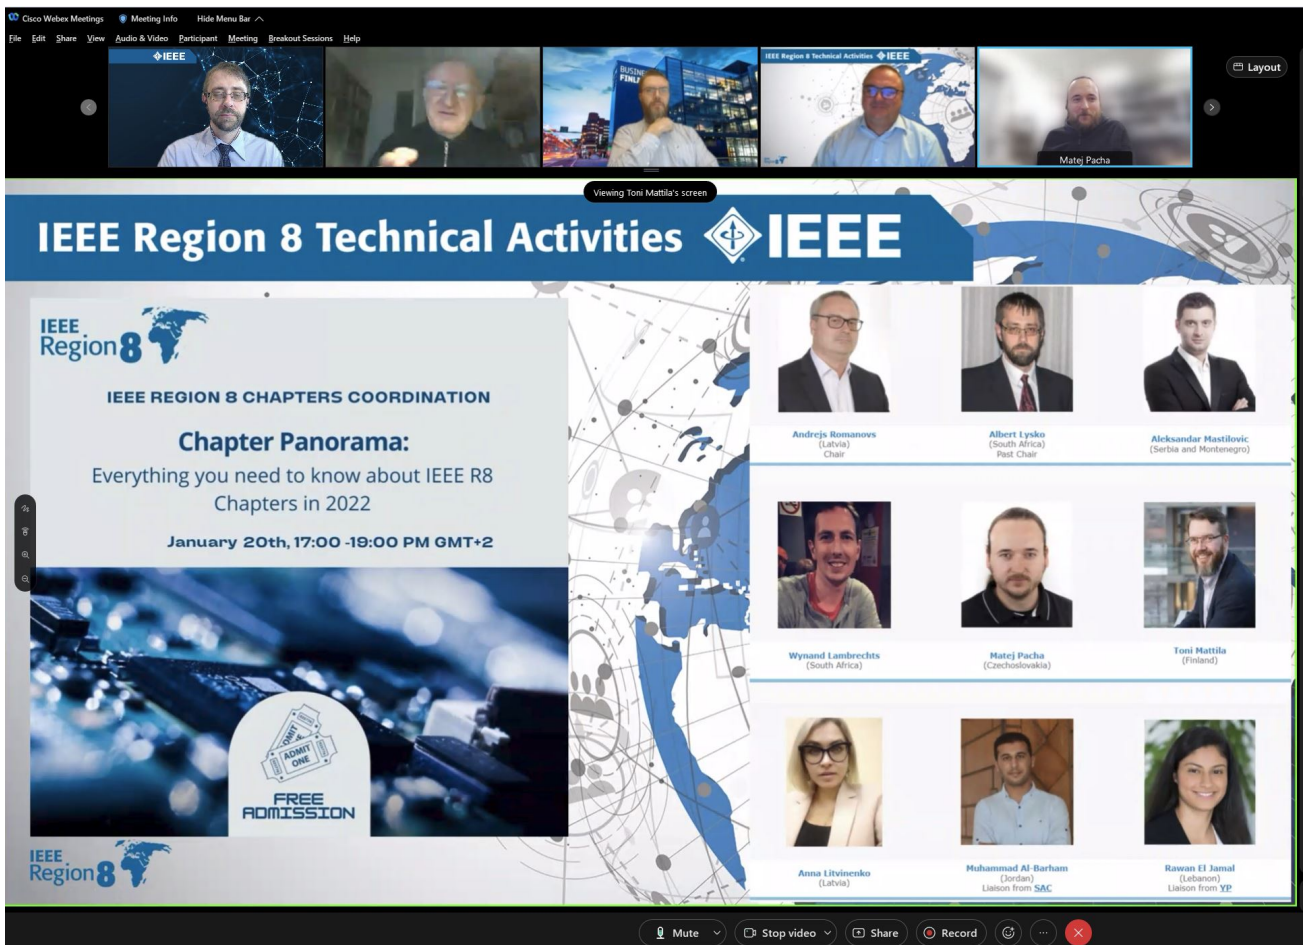 Cisco Webex Meetings
Meeting Info
Hide Menu Bar
File Edit Share View Audio & Video Participant Meeting Breakout Sessions Help
IEEE
BUSIN
FINL
IEEE Region 8 Technical Activities IEEE
Matej Pacha
Layout
Viewing Toni Mattila's screen
IEEE Region 8 Technical Activities IEEE
IEEE
Region 8
IEEE REGION 8 CHAPTERS COORDINATION
Chapter Panorama:
Everything you need to know about IEEE R8
Chapters in 2022
January 20th, 17:00 -19:00 PM GMT+2
ADMIT
ONE
ADMIT
ONE
FREE
ADMISSION
IEEE
Region 8
Andrejs Romanovs
(Latvia)
Chair
Albert Lysko
(South Africa)
Past Chair
Aleksandar Mastilovic
(Serbia and Montenegro)
Wynand Lambrechts
(South Africa)
Matej Pacha
(Czechoslovakia)
Toni Mattila
(Finland)
Anna Litvinenko
(Latvia)
Muhammad Al-Barham
(Jordan)
Liaison from SAC
Rawan El Jamal
(Lebanon)
Liaison from YP
Mute
Stop video
Share
Record